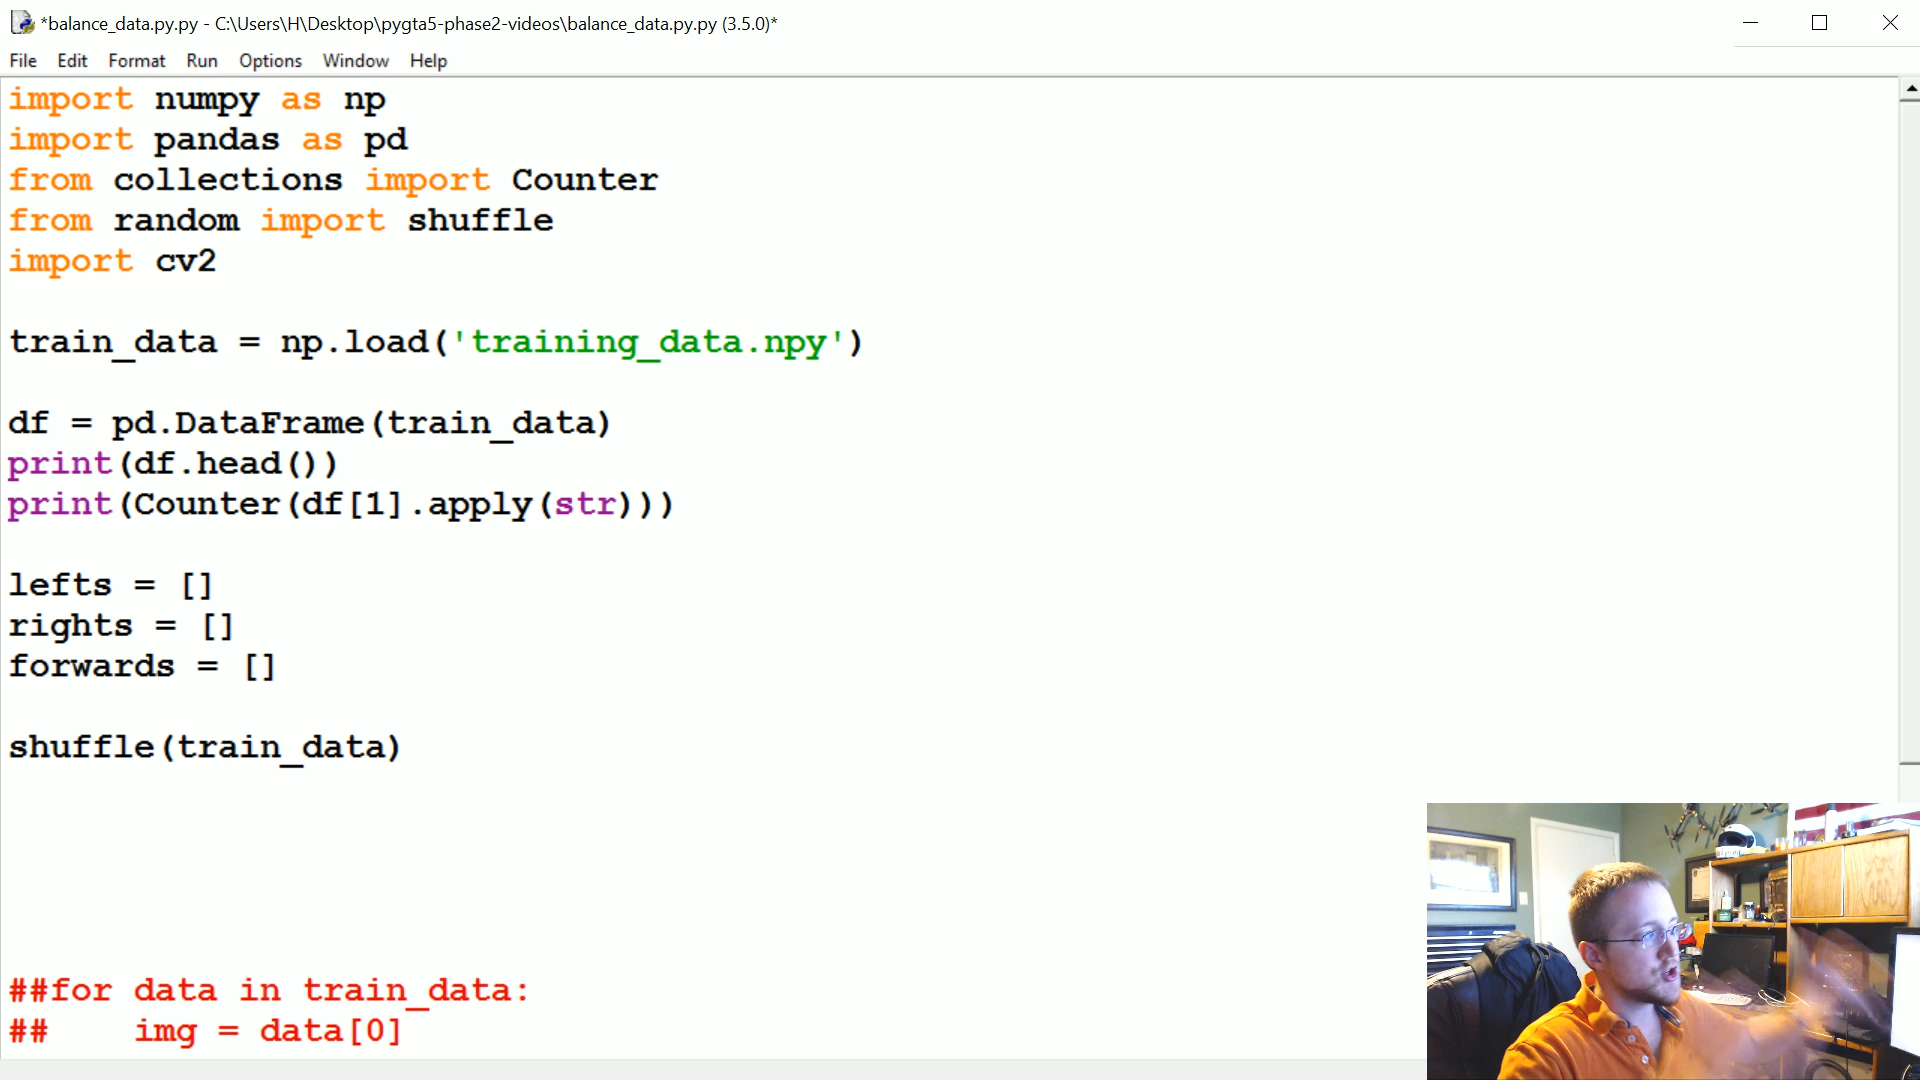 *balance_data.py.py - C:\Users\H\Desktop\pygta5-phase2-videos\balance_data.py.py (3.5.0)*
File Edit Format Run Options Window Help
import numpy as np
import pandas as pd
from collections import Counter
from random import shuffle
import cv2
train_data = np.load('training_data.npy')
df = pd.DataFrame(train_data)
print(df.head())
print(Counter(df[1].apply(str)))
lefts = []
rights = []
forwards = []
shuffle(train_data)
##for data in train_data:
##    img = data[0]